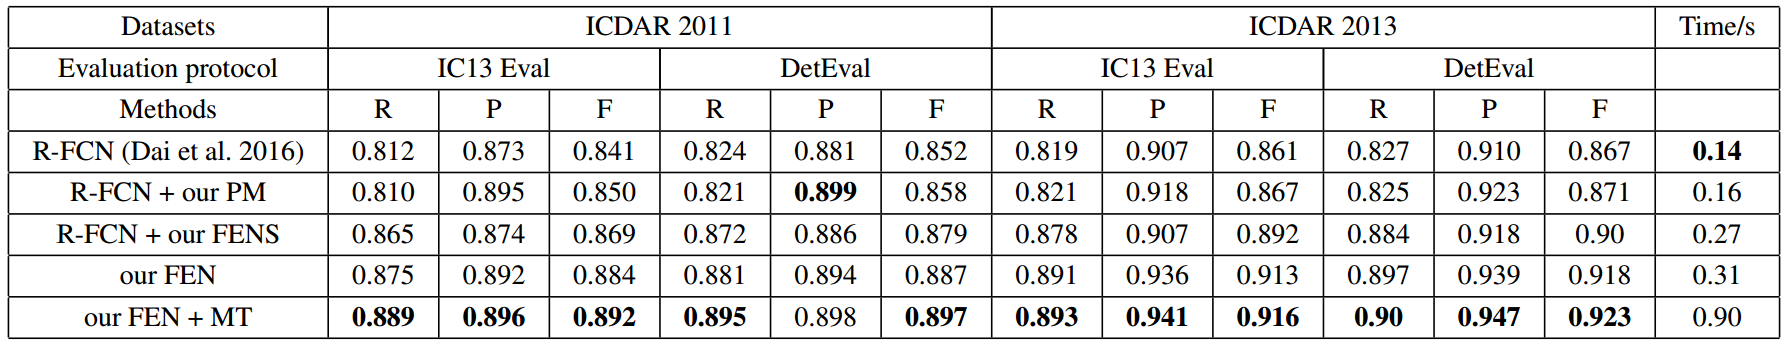 Datasets ICDAR 2011 ICDAR 2013 Time/s
Evaluation protocol IC13 Eval DetEval IC13 Eval DetEval
Methods R P F R P F R P F R P F
R-FCN (Dai et al. 2016) 0.812 0.873 0.841 0.824 0.881 0.852 0.819 0.907 0.861 0.827 0.910 0.867 0.14
R-FCN + our PM 0.810 0.895 0.850 0.821 0.899 0.858 0.821 0.918 0.867 0.825 0.923 0.871 0.16
R-FCN + our FENS 0.865 0.874 0.869 0.872 0.886 0.879 0.878 0.907 0.892 0.884 0.918 0.90 0.27
our FEN 0.875 0.892 0.884 0.881 0.894 0.887 0.891 0.936 0.913 0.897 0.939 0.918 0.31
our FEN + MT 0.889 0.896 0.892 0.895 0.898 0.897 0.893 0.941 0.916 0.90 0.947 0.923 0.90